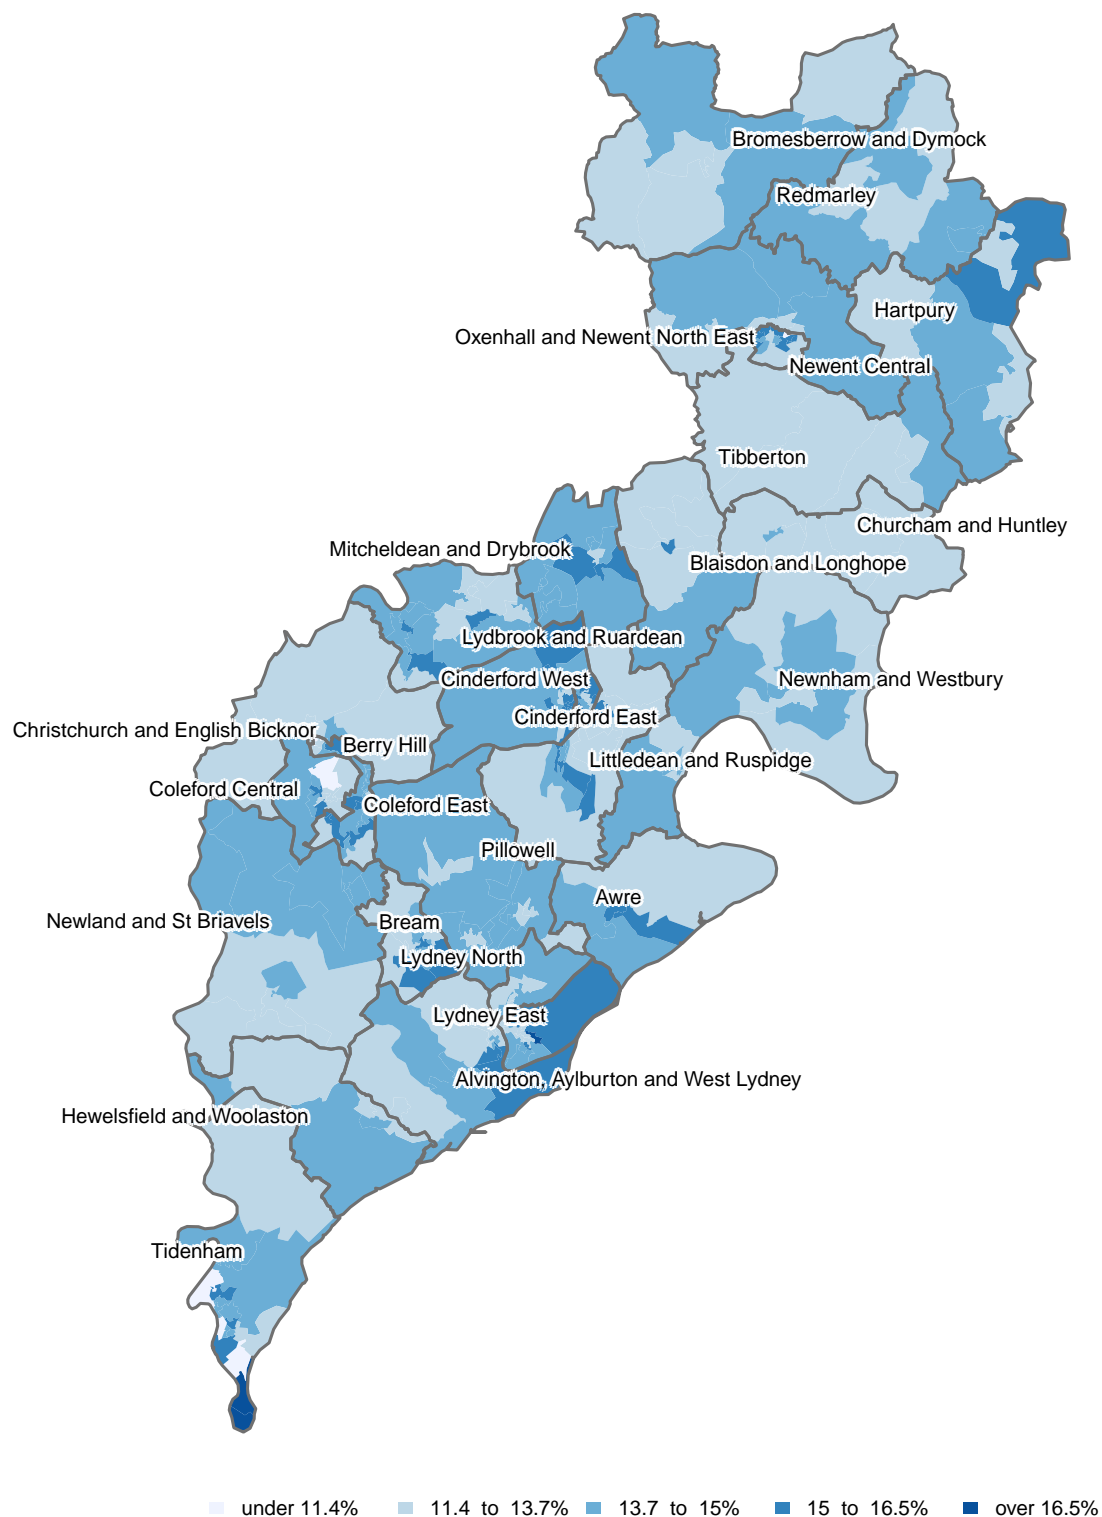 Bromesberrow and Dymock
Redmarley
Hartpury
Oxenhall and Newent North East
Newent Central
Tibberton
Churcham and Huntley
Mitcheldean and Drybrook
Blaisdon and Longhope
Lydbrook and Ruardean
Cinderford West
Newnham and Westbury
Cinderford East
Christchurch and English Bicknor
Berry Hill
Littledean and Ruspidge
Coleford Central
Coleford East
Pillowell
Awre
Newland and St Briavels
Bream
Lydney North
Lydney East
Alvington, Aylburton and West Lydney
Hewelsfield and Woolaston
Tidenham
under 11.4% 11.4 to 13.7% 13.7 to 15% 15 to 16.5% over 16.5%